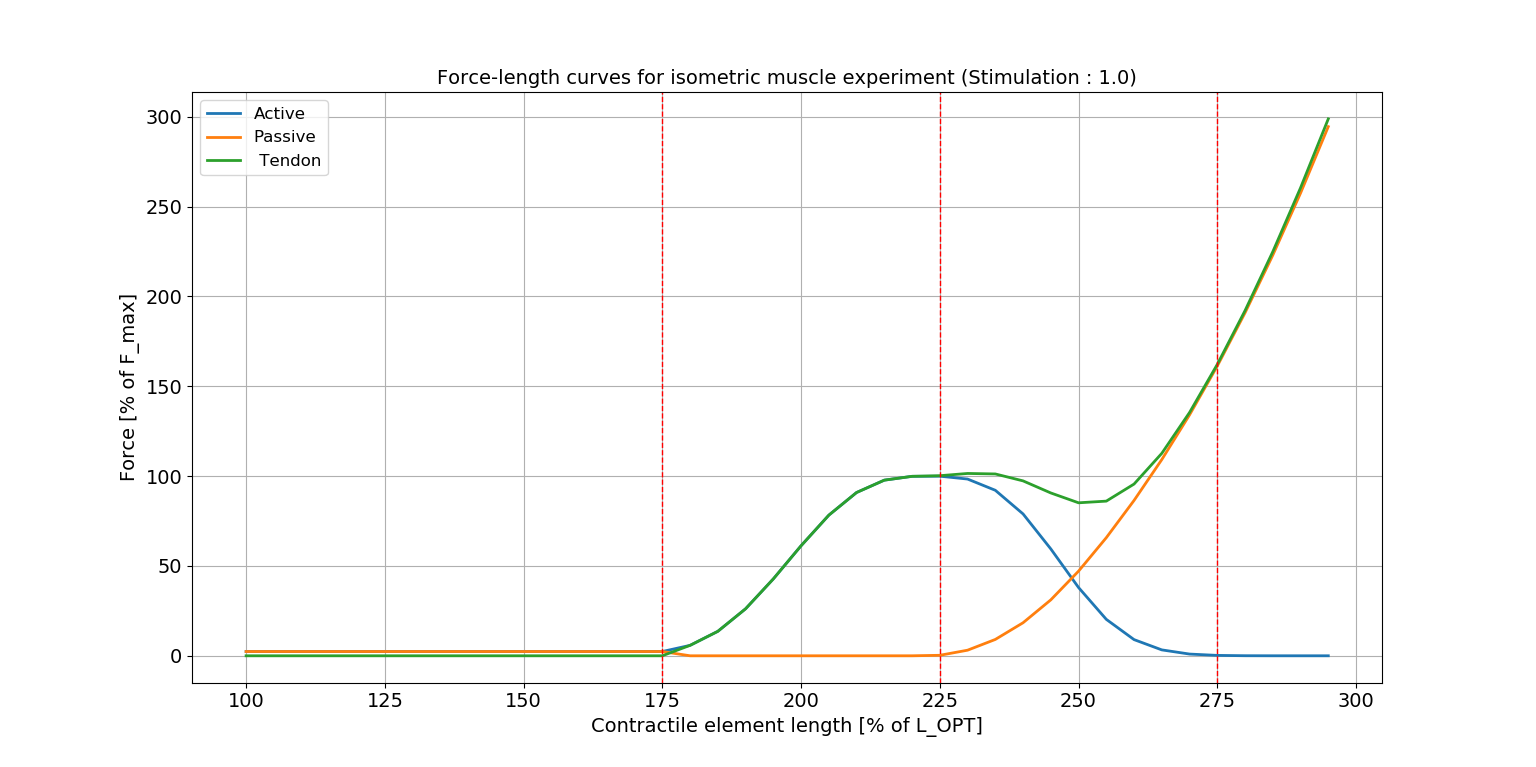 Force-length curves for isometric muscle experiment (Stimulation : 1.0)
Active
Passive
Tendon
300
250
200
150
100
50
0
Force [% of F_max]
100 125 150 175 200 225 250 275 300
Contractile element length [% of L_OPT]